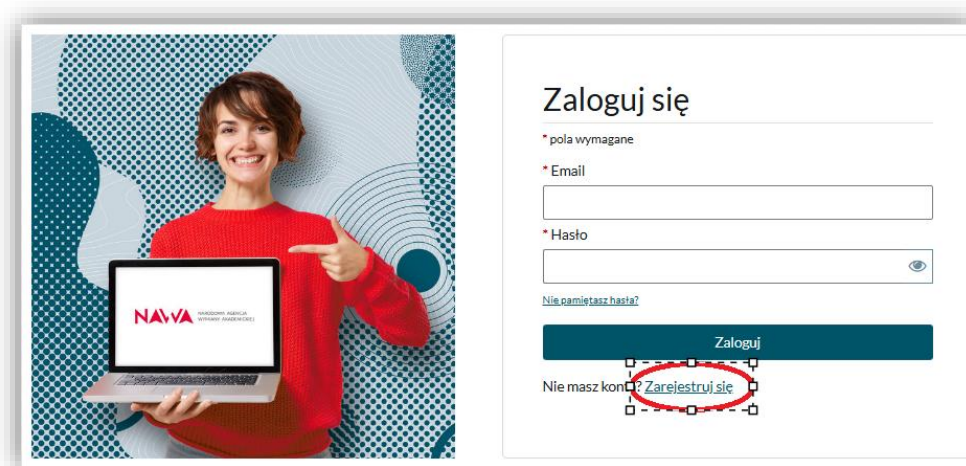 Zaloguj się
* pola wymagane
* Email
* Hasło
Nie pamiętasz hasła?
Zaloguj
Nie masz konta? Zarejestruj się
NAWA
NARODOWA AGENCJA
WYMIANY AKADEMICKIEJ